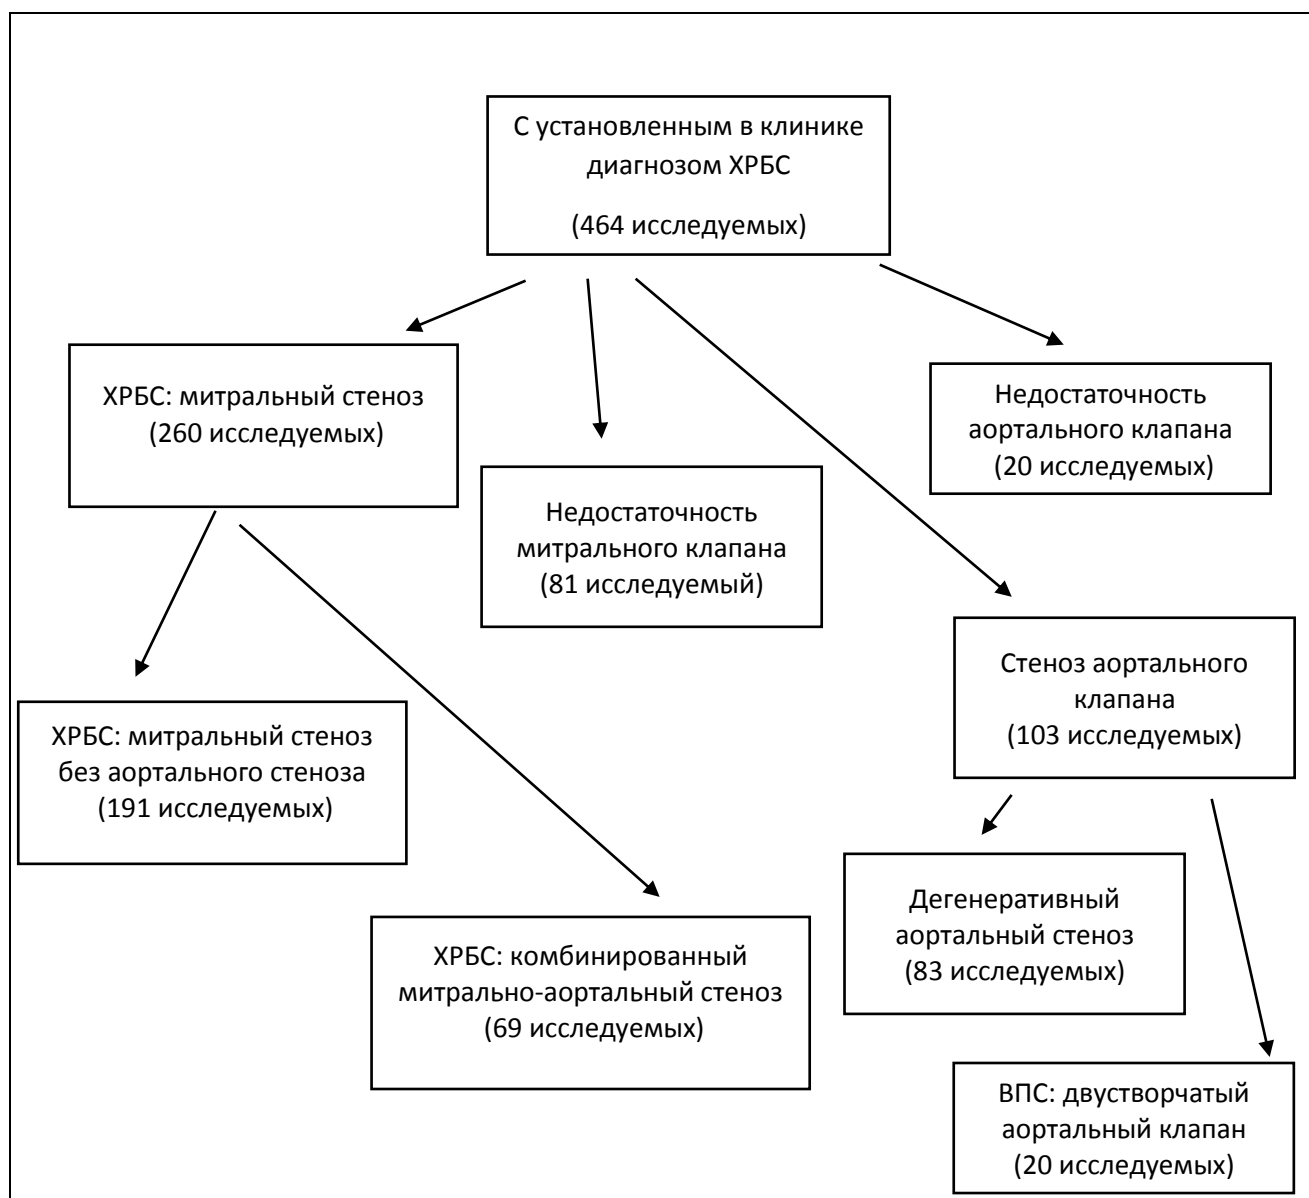 С установленным в клинике
диагнозом ХРБС
(464 исследуемых)
ХРБС: митральный стеноз
(260 исследуемых)
Недостаточность
аортального клапана
(20 исследуемых)
Недостаточность
митрального клапана
(81 исследуемый)
Стеноз аортального
клапана
(103 исследуемых)
ХРБС: митральный стеноз
без аортального стеноза
(191 исследуемых)
Дегенеративный
аортальный стеноз
(83 исследуемых)
ХРБС: комбинированный
митрально-аортальный стеноз
(69 исследуемых)
ВПС: двустворчатый
аортальный клапан
(20 исследуемых)